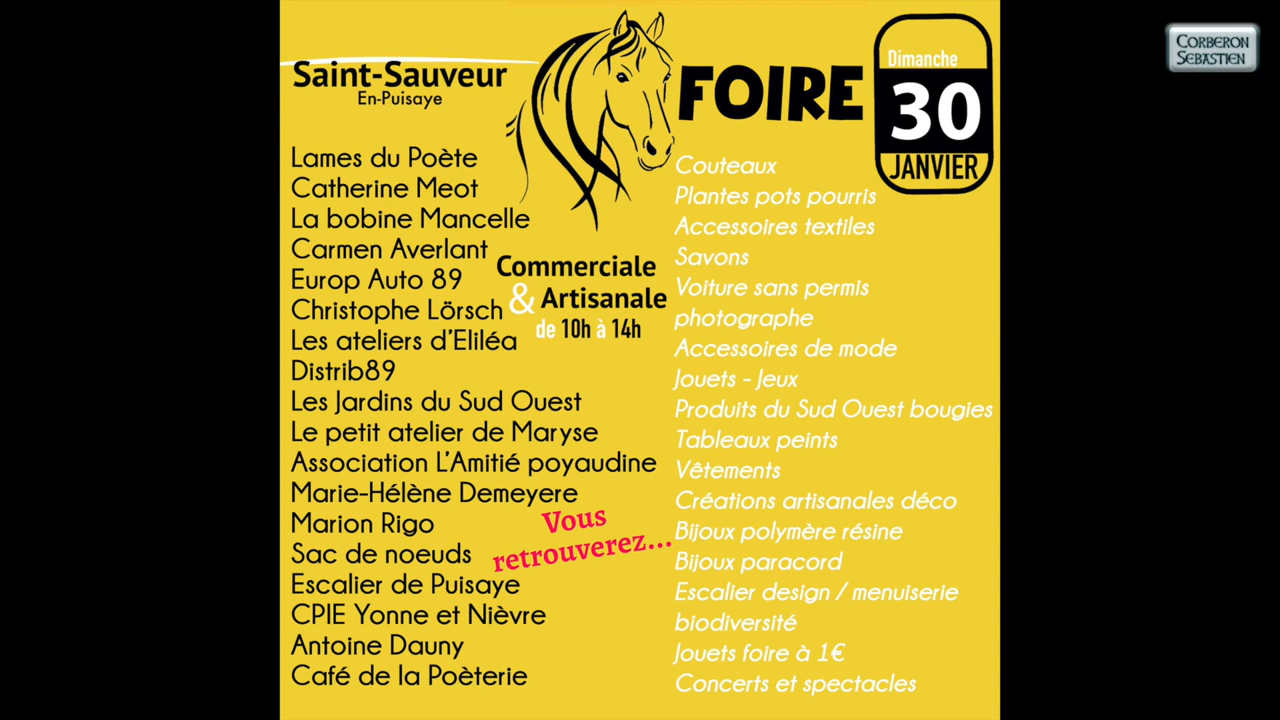 Saint-Sauveur
En-Puisaye
FOIRE
Dimanche
30
JANVIER
Commerciale
& Artisanale
de 10h à 14h
Lames du Poète
Catherine Meot
La bobine Mancelle
Carmen Averlant
Europ Auto 89
Christophe Lörsch
Les ateliers d'Eliléa
Distrib89
Les Jardins du Sud Ouest
Le petit atelier de Maryse
Association L'Amitié poyaudine
Marie-Hélène Demeyere
Marion Rigo
Sac de noeuds
Escalier de Puisaye
CPIE Yonne et Nièvre
Antoine Dauny
Café de la Poèterie
Vous
retrouverez...
Couteaux
Plantes pots pourris
Accessoires textiles
Savons
Voiture sans permis
photographe
Accessoires de mode
Jouets - Jeux
Produits du Sud Ouest bougies
Tableaux peints
Vêtements
Créations artisanales déco
Bijoux polymère résine
Bijoux paracord
Escalier design / menuiserie
biodiversité
Jouets foire à 1€
Concerts et spectacles
CORBERON
SEBASTIEN